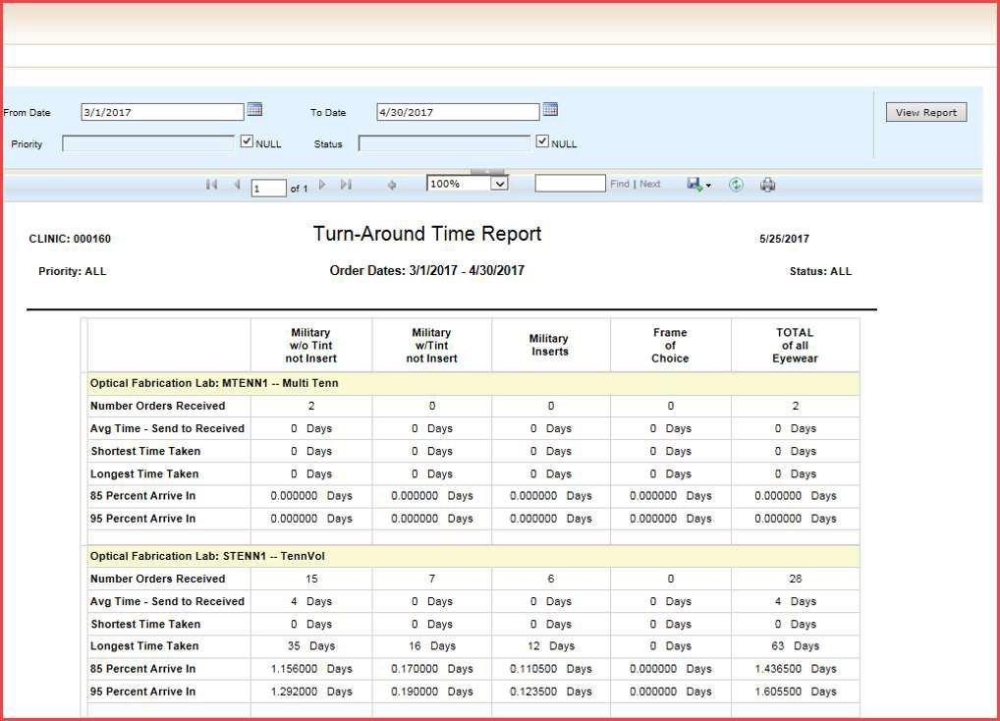 From Date 3/1/2017 To Date 4/30/2017 View Report
Priority NULL Status NULL
1 of 1 100% Find | Next
CLINIC: 000160 Turn-Around Time Report 5/25/2017
Priority: ALL Order Dates: 3/1/2017 - 4/30/2017 Status: ALL
Military w/o Tint not Insert Military w/Tint not Insert Military Inserts Frame of Choice TOTAL of all Eyewear
Optical Fabrication Lab: MTENN1 -- Multi Tenn
Number Orders Received 2 0 0 0 2
Avg Time - Send to Received 0 Days 0 Days 0 Days 0 Days 0 Days
Shortest Time Taken 0 Days 0 Days 0 Days 0 Days 0 Days
Longest Time Taken 0 Days 0 Days 0 Days 0 Days 0 Days
85 Percent Arrive In 0.000000 Days 0.000000 Days 0.000000 Days 0.000000 Days 0.000000 Days
95 Percent Arrive In 0.000000 Days 0.000000 Days 0.000000 Days 0.000000 Days 0.000000 Days
Optical Fabrication Lab: STENN1 -- TennVol
Number Orders Received 15 7 6 0 28
Avg Time - Send to Received 4 Days 0 Days 0 Days 0 Days 4 Days
Shortest Time Taken 0 Days 0 Days 0 Days 0 Days 0 Days
Longest Time Taken 35 Days 16 Days 12 Days 0 Days 63 Days
85 Percent Arrive In 1.156000 Days 0.170000 Days 0.110500 Days 0.000000 Days 1.436500 Days
95 Percent Arrive In 1.292000 Days 0.190000 Days 0.123500 Days 0.000000 Days 1.605500 Days